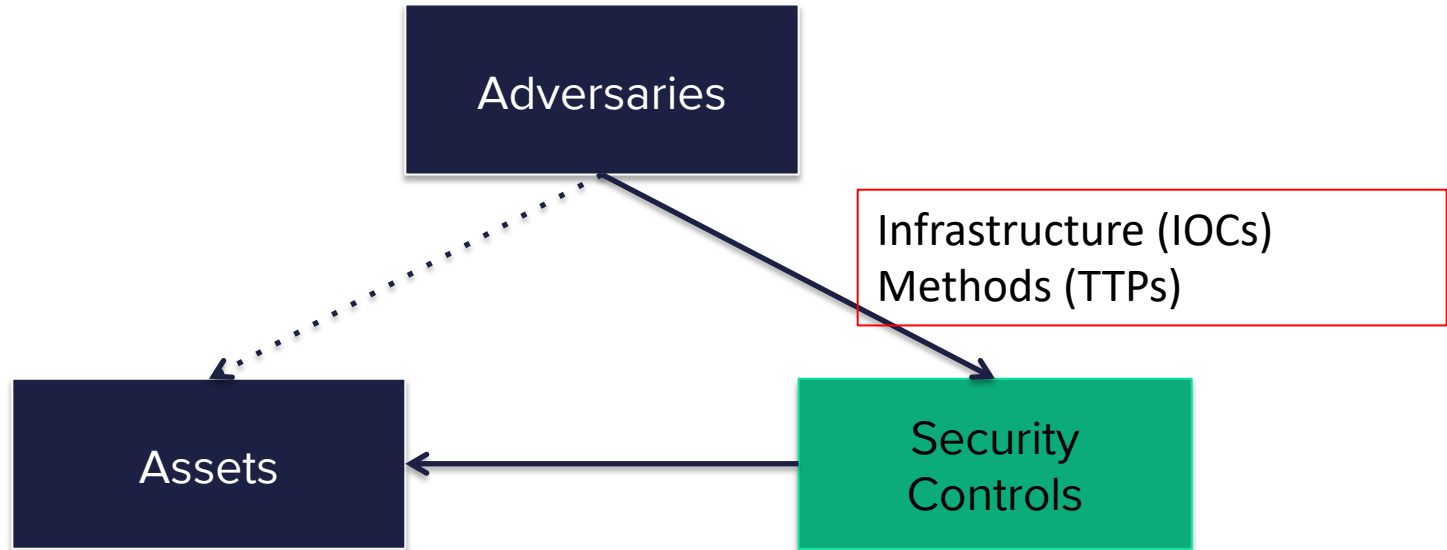 Adversaries
Infrastructure (IOCs)
Methods (TTPs)
Assets
Security
Controls